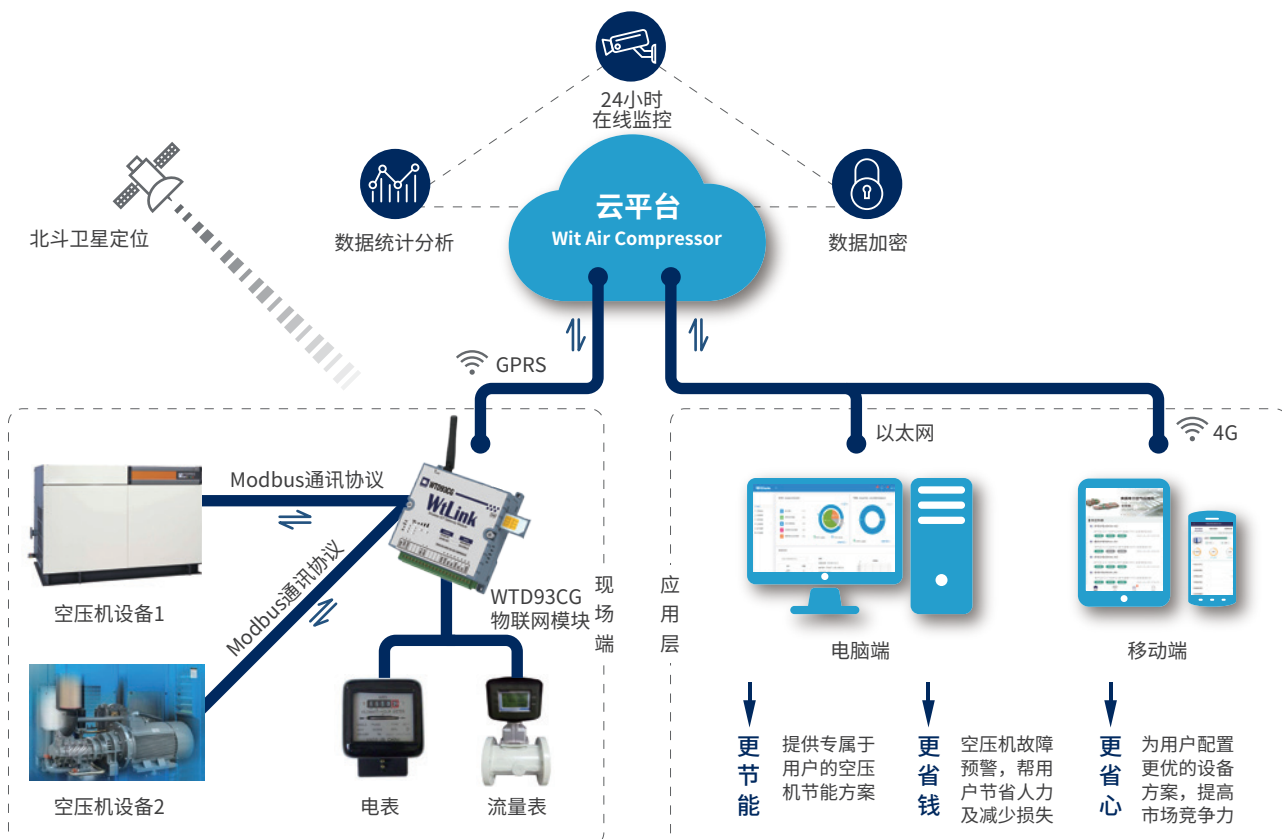 24小时
在线监控
云平台
Wit Air Compressor
数据统计分析
数据加密
北斗卫星定位
GPRS
以太网
4G
Modbus通讯协议
WTD93CG
WtLink
空压机设备1
Modbus通讯协议
WTD93CG
物联网模块
现场端
应用层
电脑端
移动端
空压机设备2
电表
流量表
更节能
提供专属于
用户的空压
机节能方案
更省钱
空压机故障
预警，帮用
户节省人力
及减少损失
更省心
为用户配置
更优的设备
方案，提高
市场竞争力